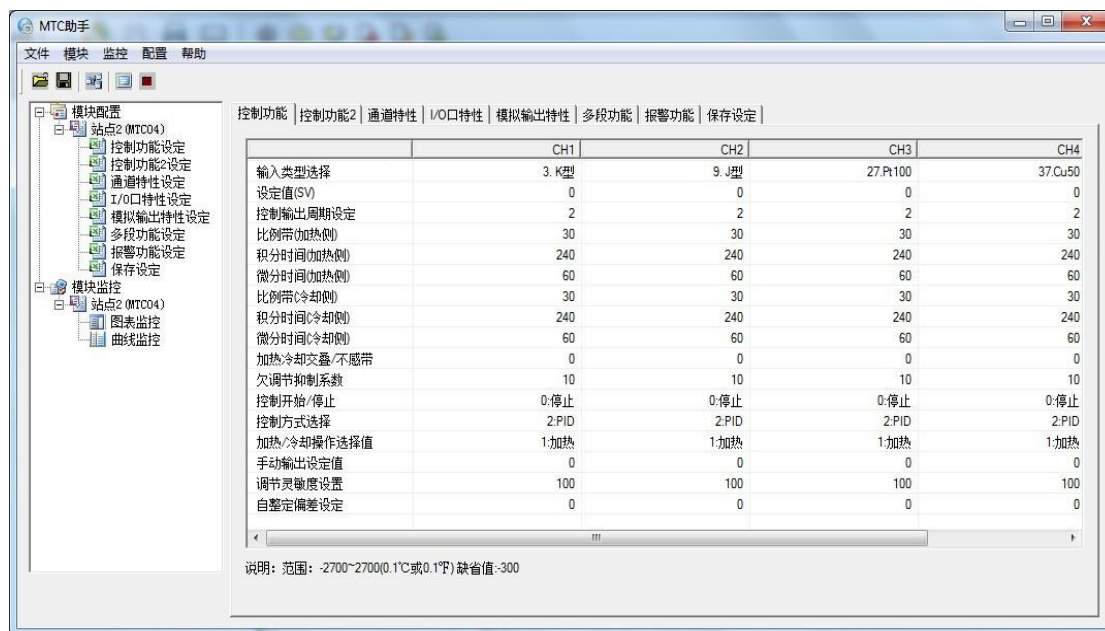 MTC助手
文件 模块 监控 配置 帮助
模块配置
站点2 (MTC04)
控制功能设定
控制功能2设定
通道特性设定
I/O口特性设定
模拟输出特性设定
多段功能设定
报警功能设定
保存设定
模块监控
站点2 (MTC04)
图表监控
曲线监控
控制功能 控制功能2 通道特性 I/O口特性 模拟输出特性 多段功能 报警功能 保存设定
CH1 CH2 CH3 CH4
输入类型选择 3. K型 9. J型 27.Pt100 37.Cu50
设定值(SV) 0 0 0 0
控制输出周期设定 2 2 2 2
比例带(加热侧) 30 30 30 30
积分时间(加热侧) 240 240 240 240
微分时间(加热侧) 60 60 60 60
比例带(冷却侧) 30 30 30 30
积分时间(冷却侧) 240 240 240 240
微分时间(冷却侧) 60 60 60 60
加热冷却交叠/不感带 0 0 0 0
欠调节抑制系数 10 10 10 10
控制开始/停止 0:停止 0:停止 0:停止 0:停止
控制方式选择 2:PID 2:PID 2:PID 2:PID
加热/冷却操作选择值 1:加热 1:加热 1:加热 1:加热
手动输出设定值 0 0 0 0
调节灵敏度设置 100 100 100 100
自整定偏差设定 0 0 0 0
说明：范围：-2700~2700(0.1℃或0.1℉) 缺省值:-300